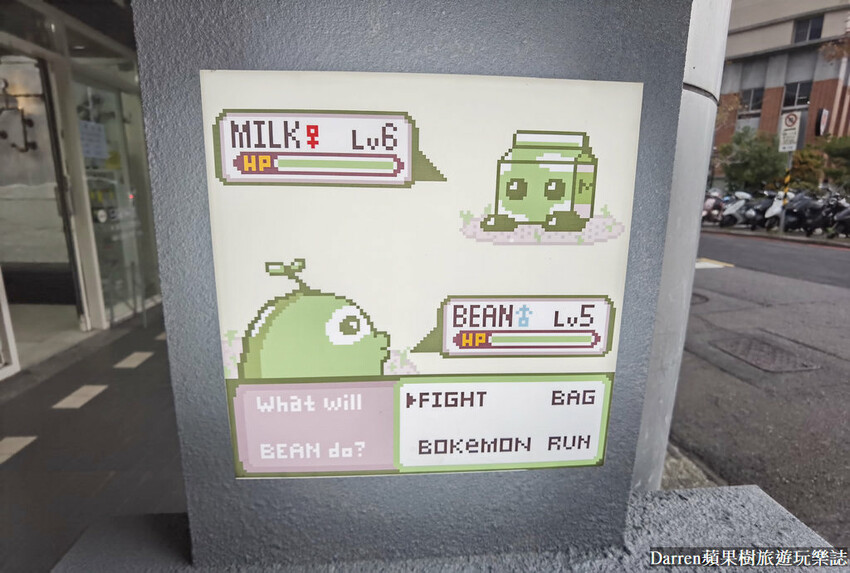 MILK♀ Lv6
HP
M
BEAN♂ Lv5
HP
What will
BEAN do?
▶FIGHT BAG
BOKeMON RUN
Darren蘋果樹旅遊玩樂誌